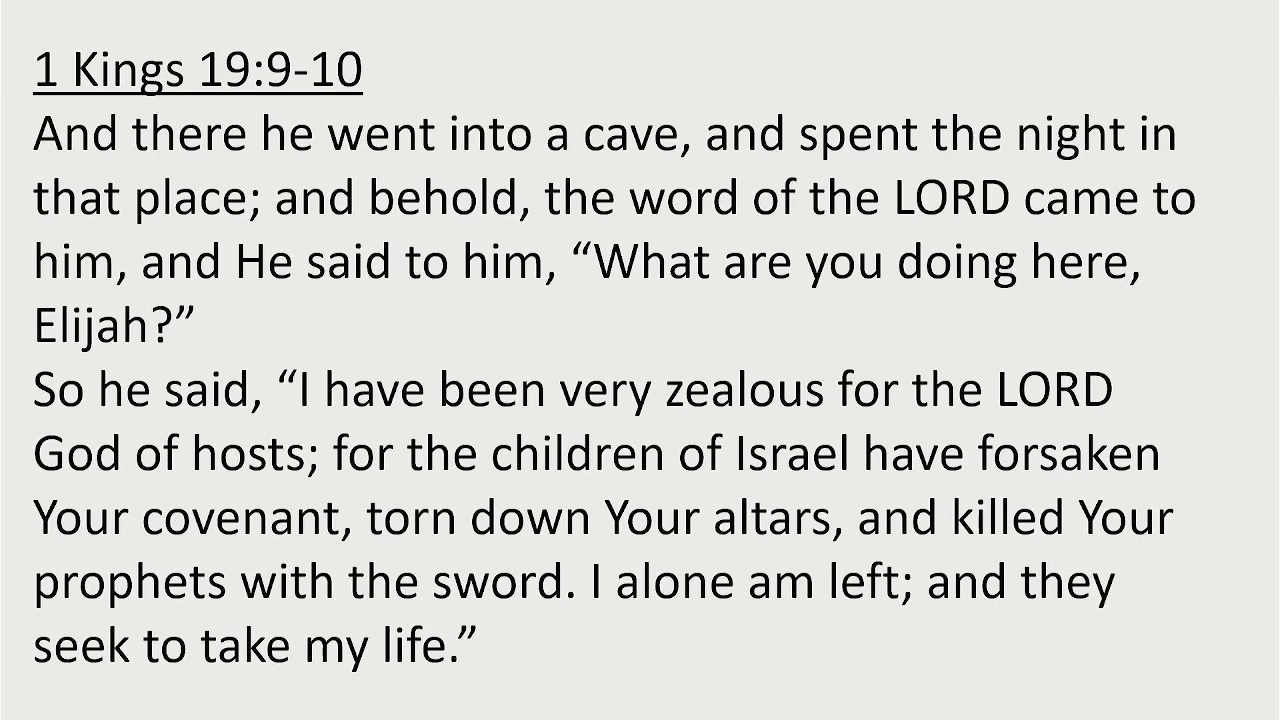 1 Kings 19:9-10
And there he went into a cave, and spent the night in
that place; and behold, the word of the LORD came to
him, and He said to him, “What are you doing here,
Elijah?”
So he said, “I have been very zealous for the LORD
God of hosts; for the children of Israel have forsaken
Your covenant, torn down Your altars, and killed Your
prophets with the sword. I alone am left; and they
seek to take my life.”